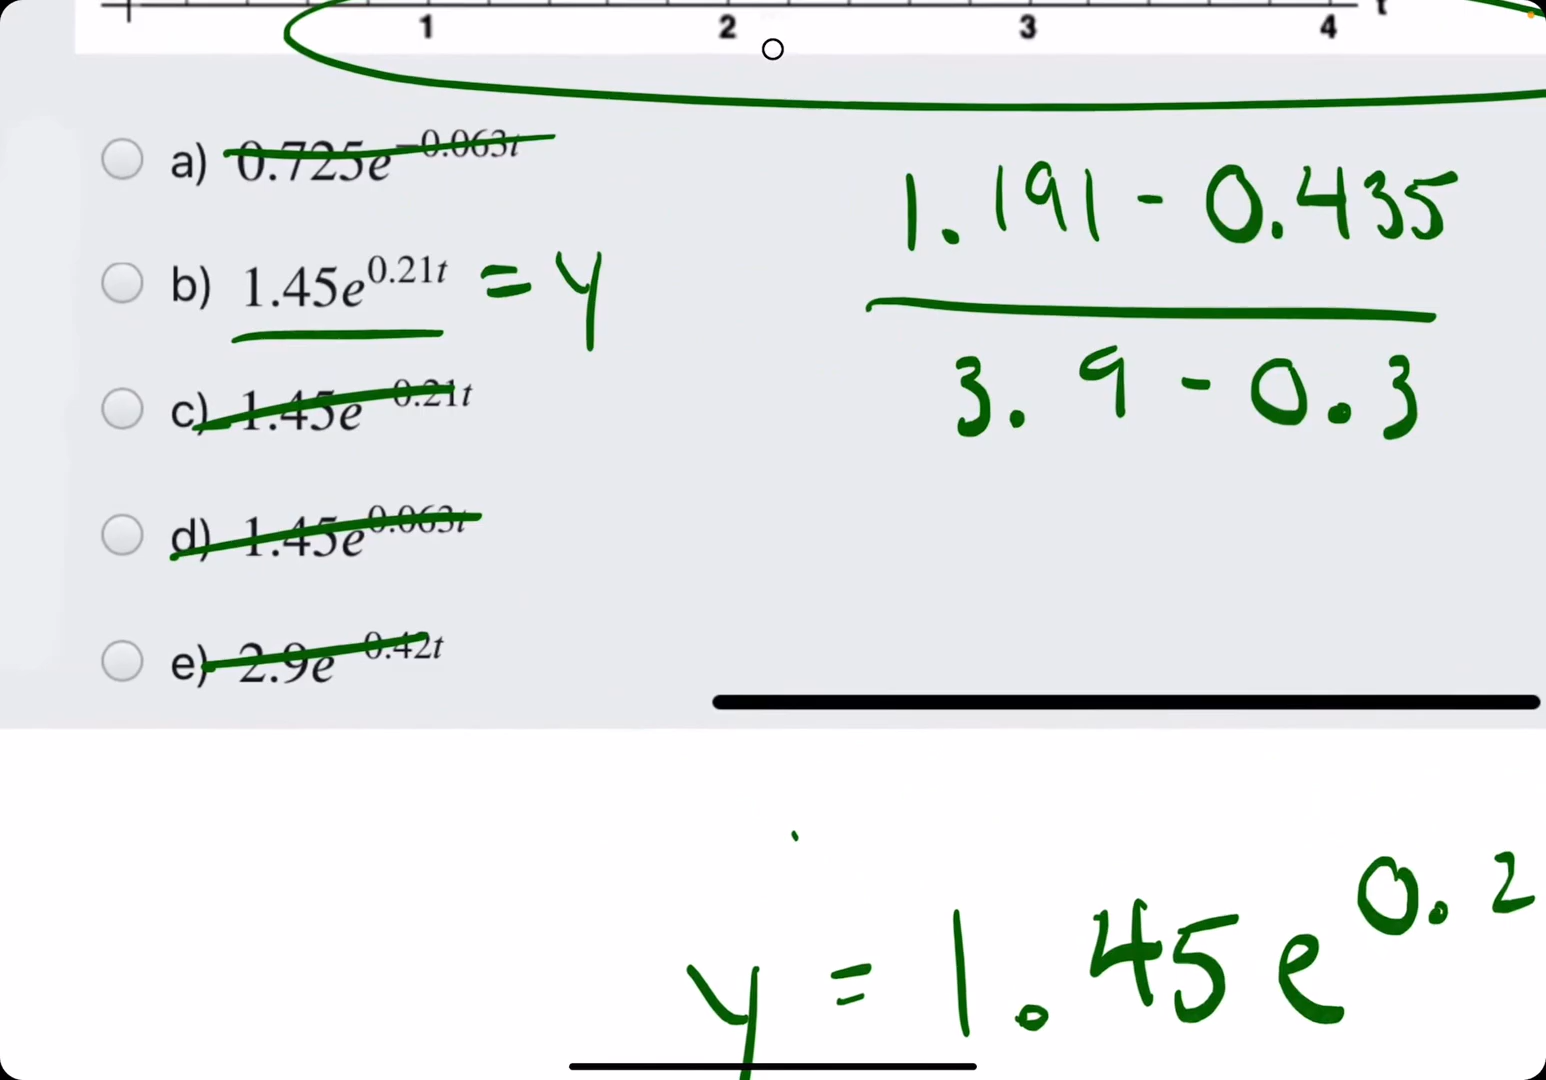 t
1 2 3 4
a) 0.725e^−0.063t
1.191 - 0.435
b) 1.45e^0.21t = y
3.9 - 0.3
c) 1.45e^0.21t
d) 1.45e^0.063t
e) 2.9e^0.42t
y = 1.45e^0.2